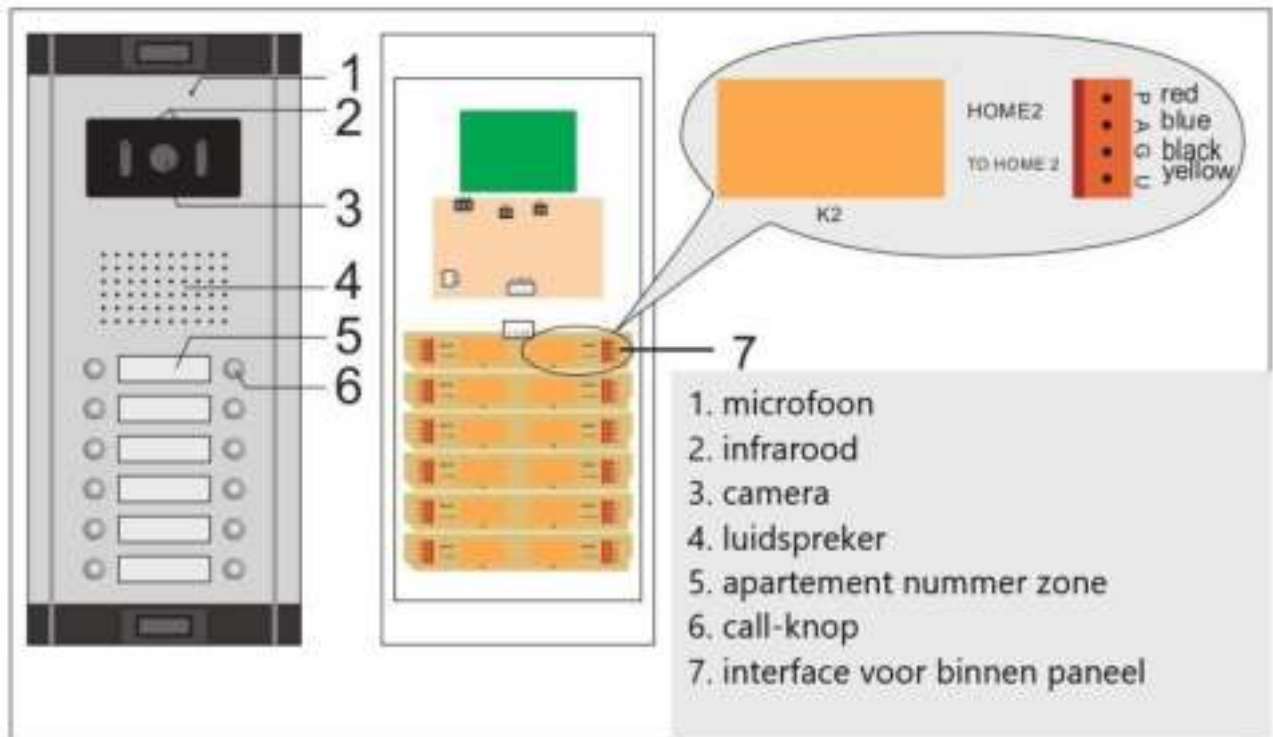 1
2
3
4
5
6
7
HOME2
TO HOME 2
K2
P red
A blue
G black
U yellow
1. microfoon
2. infrarood
3. camera
4. luidspreker
5. apartement nummer zone
6. call-knop
7. interface voor binnen paneel